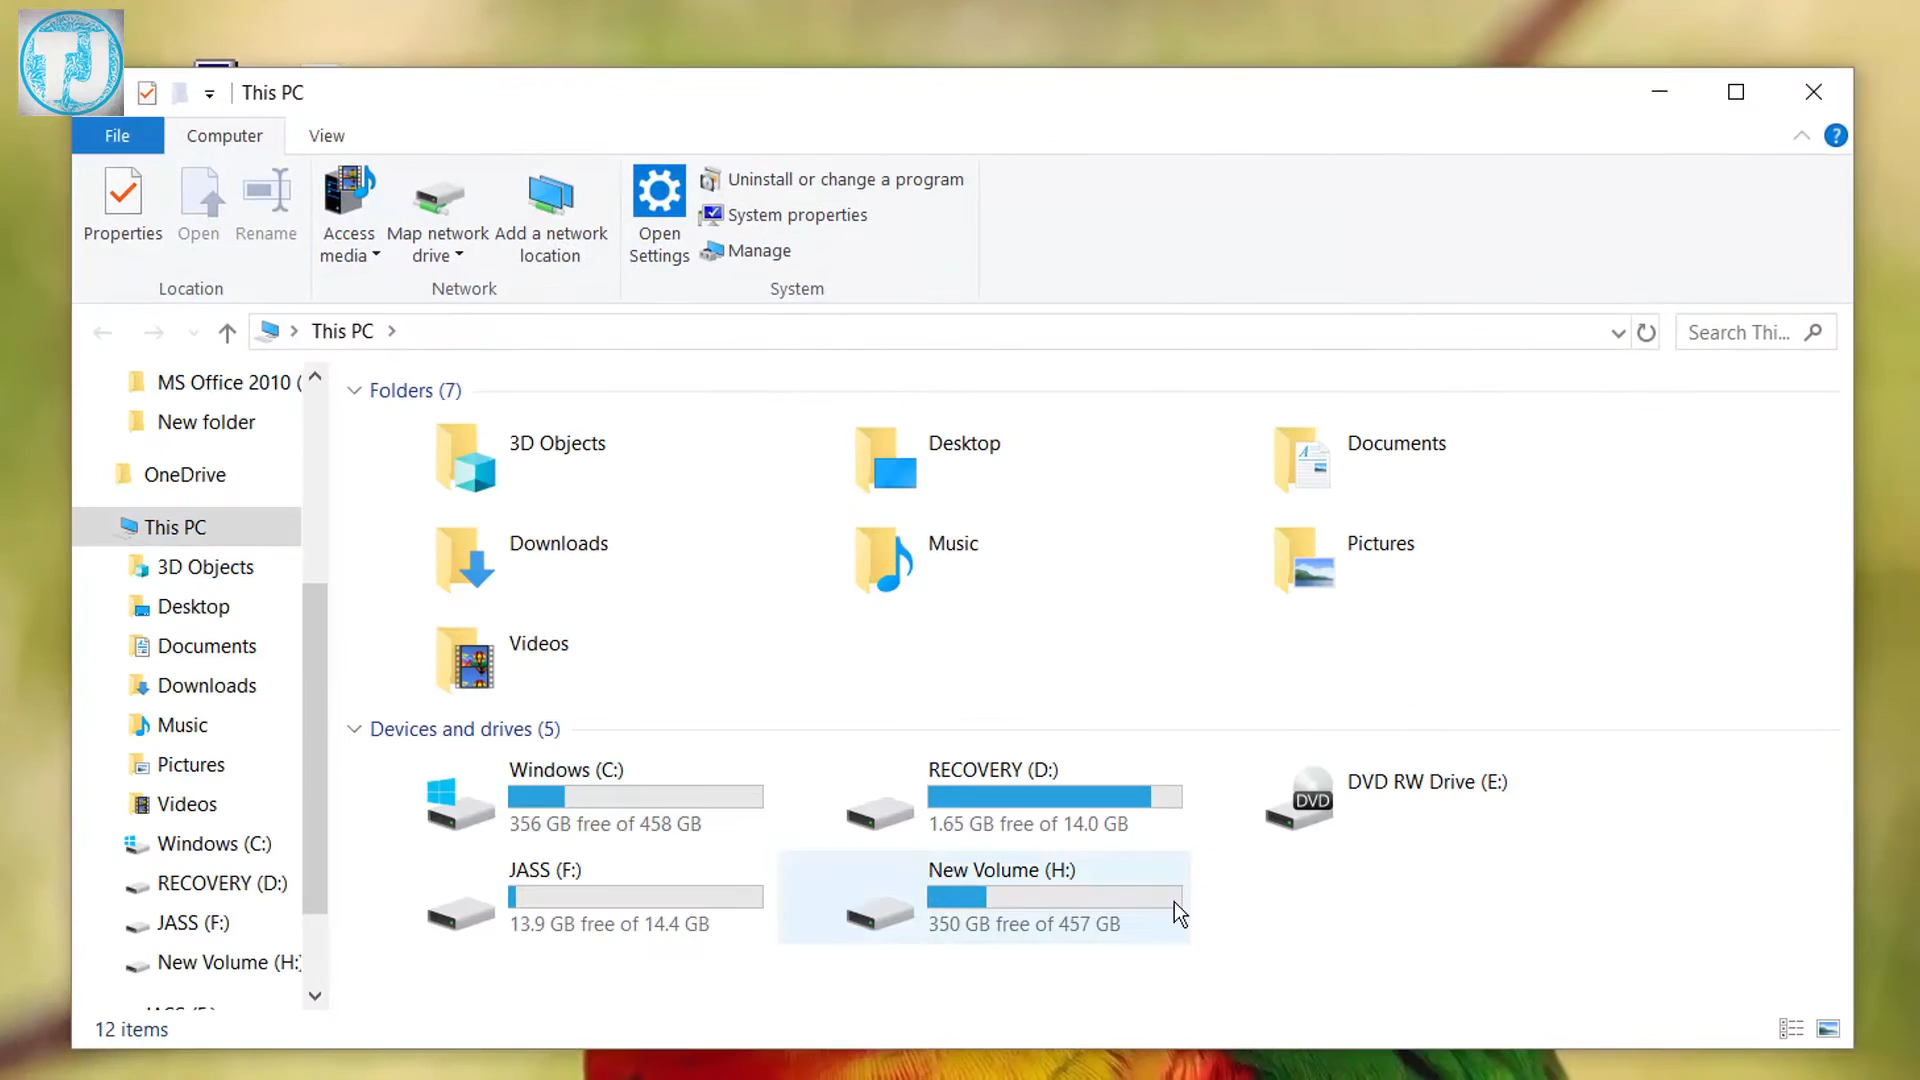 TJ
This PC
File Computer View
Properties Open Rename
Location
Access media Map network drive Add a network location
Network
Open Settings
Uninstall or change a program
System properties
Manage
System
This PC
Search Thi...
MS Office 2010 (
New folder
OneDrive
This PC
3D Objects
Desktop
Documents
Downloads
Music
Pictures
Videos
Windows (C:)
RECOVERY (D:)
JASS (F:)
New Volume (H:)
Folders (7)
3D Objects
Desktop
Documents
Downloads
Music
Pictures
Videos
Devices and drives (5)
Windows (C:)
356 GB free of 458 GB
RECOVERY (D:)
1.65 GB free of 14.0 GB
DVD RW Drive (E:)
DVD
JASS (F:)
13.9 GB free of 14.4 GB
New Volume (H:)
350 GB free of 457 GB
12 items